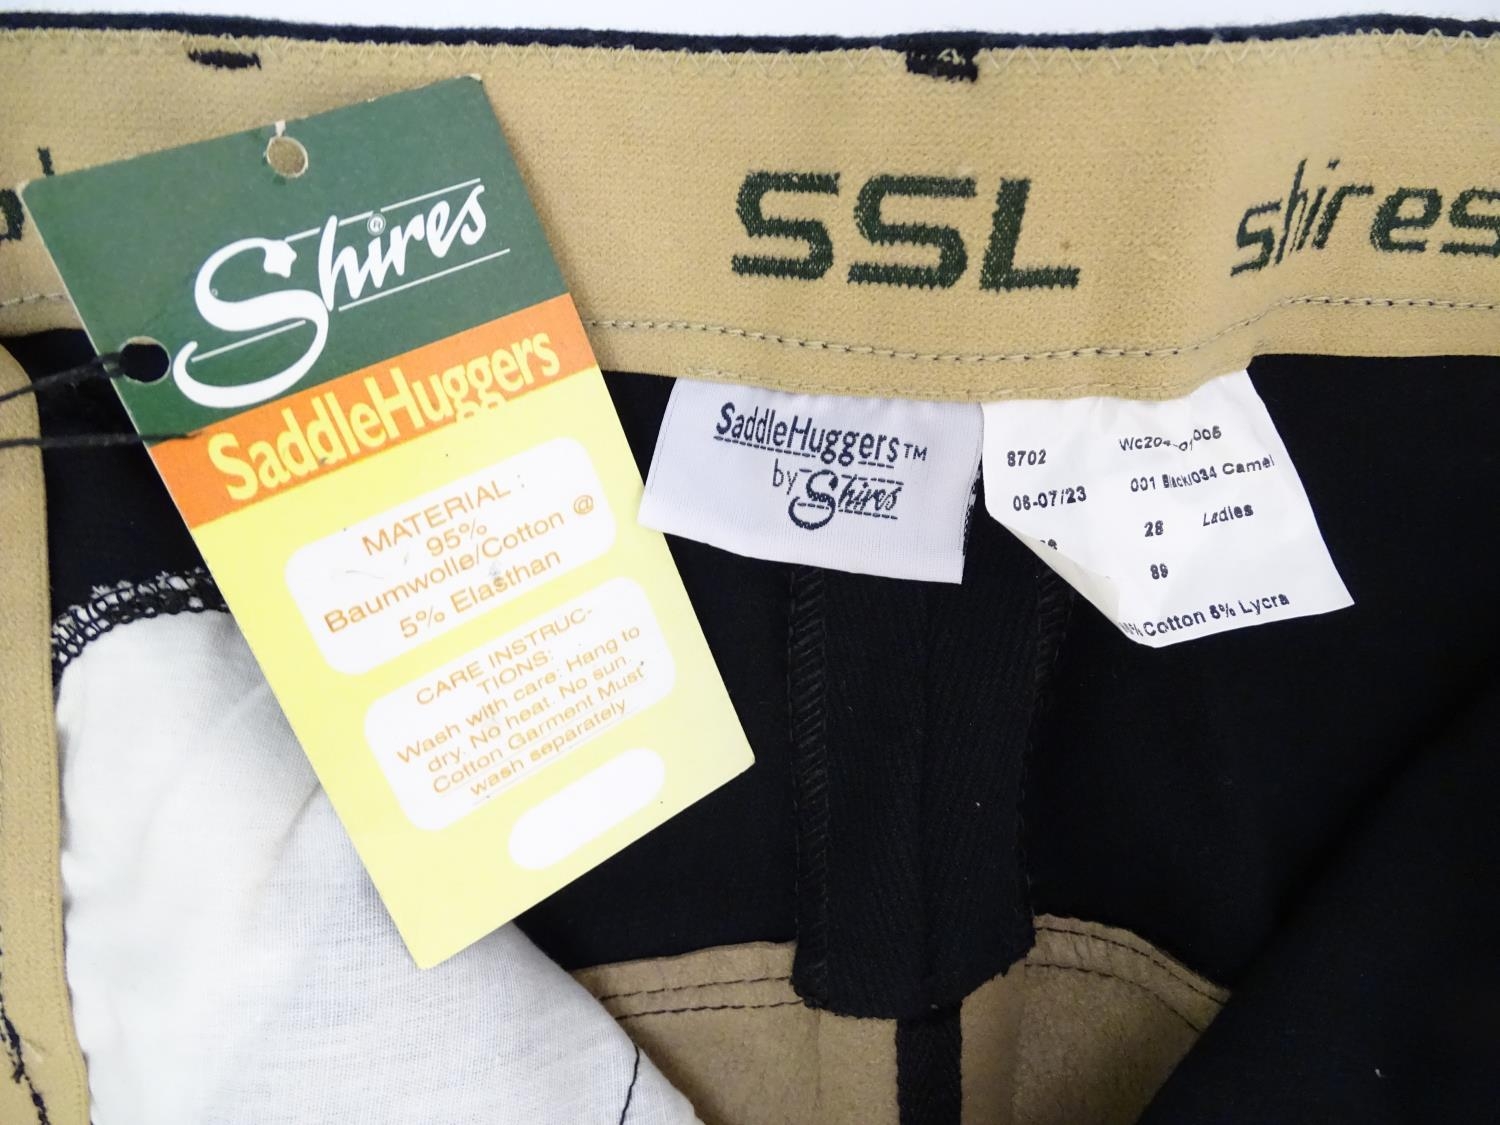 SSL
shires
Shires
SaddleHuggers
MATERIAL :
95%
Baumwolle/Cotton @
5% Elasthan
CARE INSTRUC-
TIONS:
Wash with care: Hang to
dry. No heat. No sun.
Cotton Garment Must
wash separately
SaddleHuggers™
by Shires
8702
06-07/23
001 Black/034 Camel
28 Ladies
89
Cotton 5% Lycra